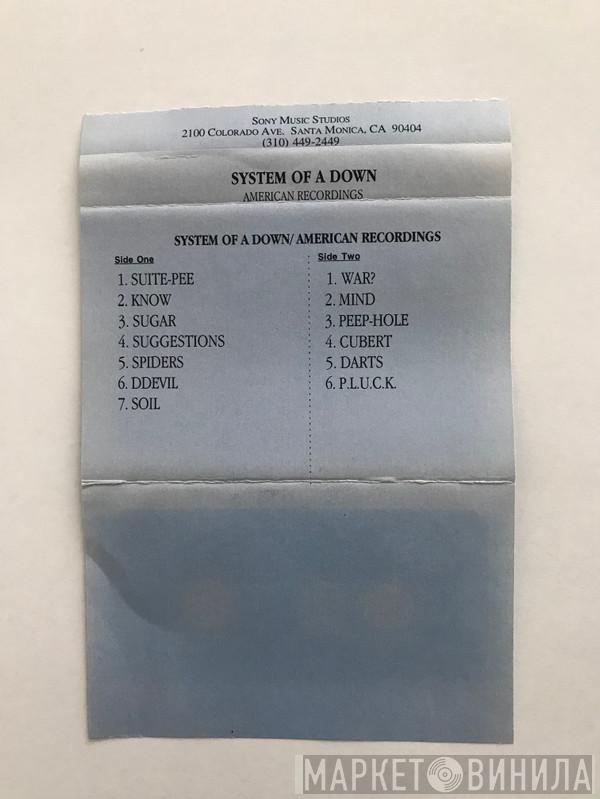 SONY MUSIC STUDIOS
2100 COLORADO AVE. SANTA MONICA, CA 90404
(310) 449-2449
SYSTEM OF A DOWN
AMERICAN RECORDINGS
SYSTEM OF A DOWN/ AMERICAN RECORDINGS
Side One
1. SUITE-PEE
2. KNOW
3. SUGAR
4. SUGGESTIONS
5. SPIDERS
6. DDEVIL
7. SOIL
Side Two
1. WAR?
2. MIND
3. PEEP-HOLE
4. CUBERT
5. DARTS
6. P.L.U.C.K.
МАРКЕТ ВИНИЛА